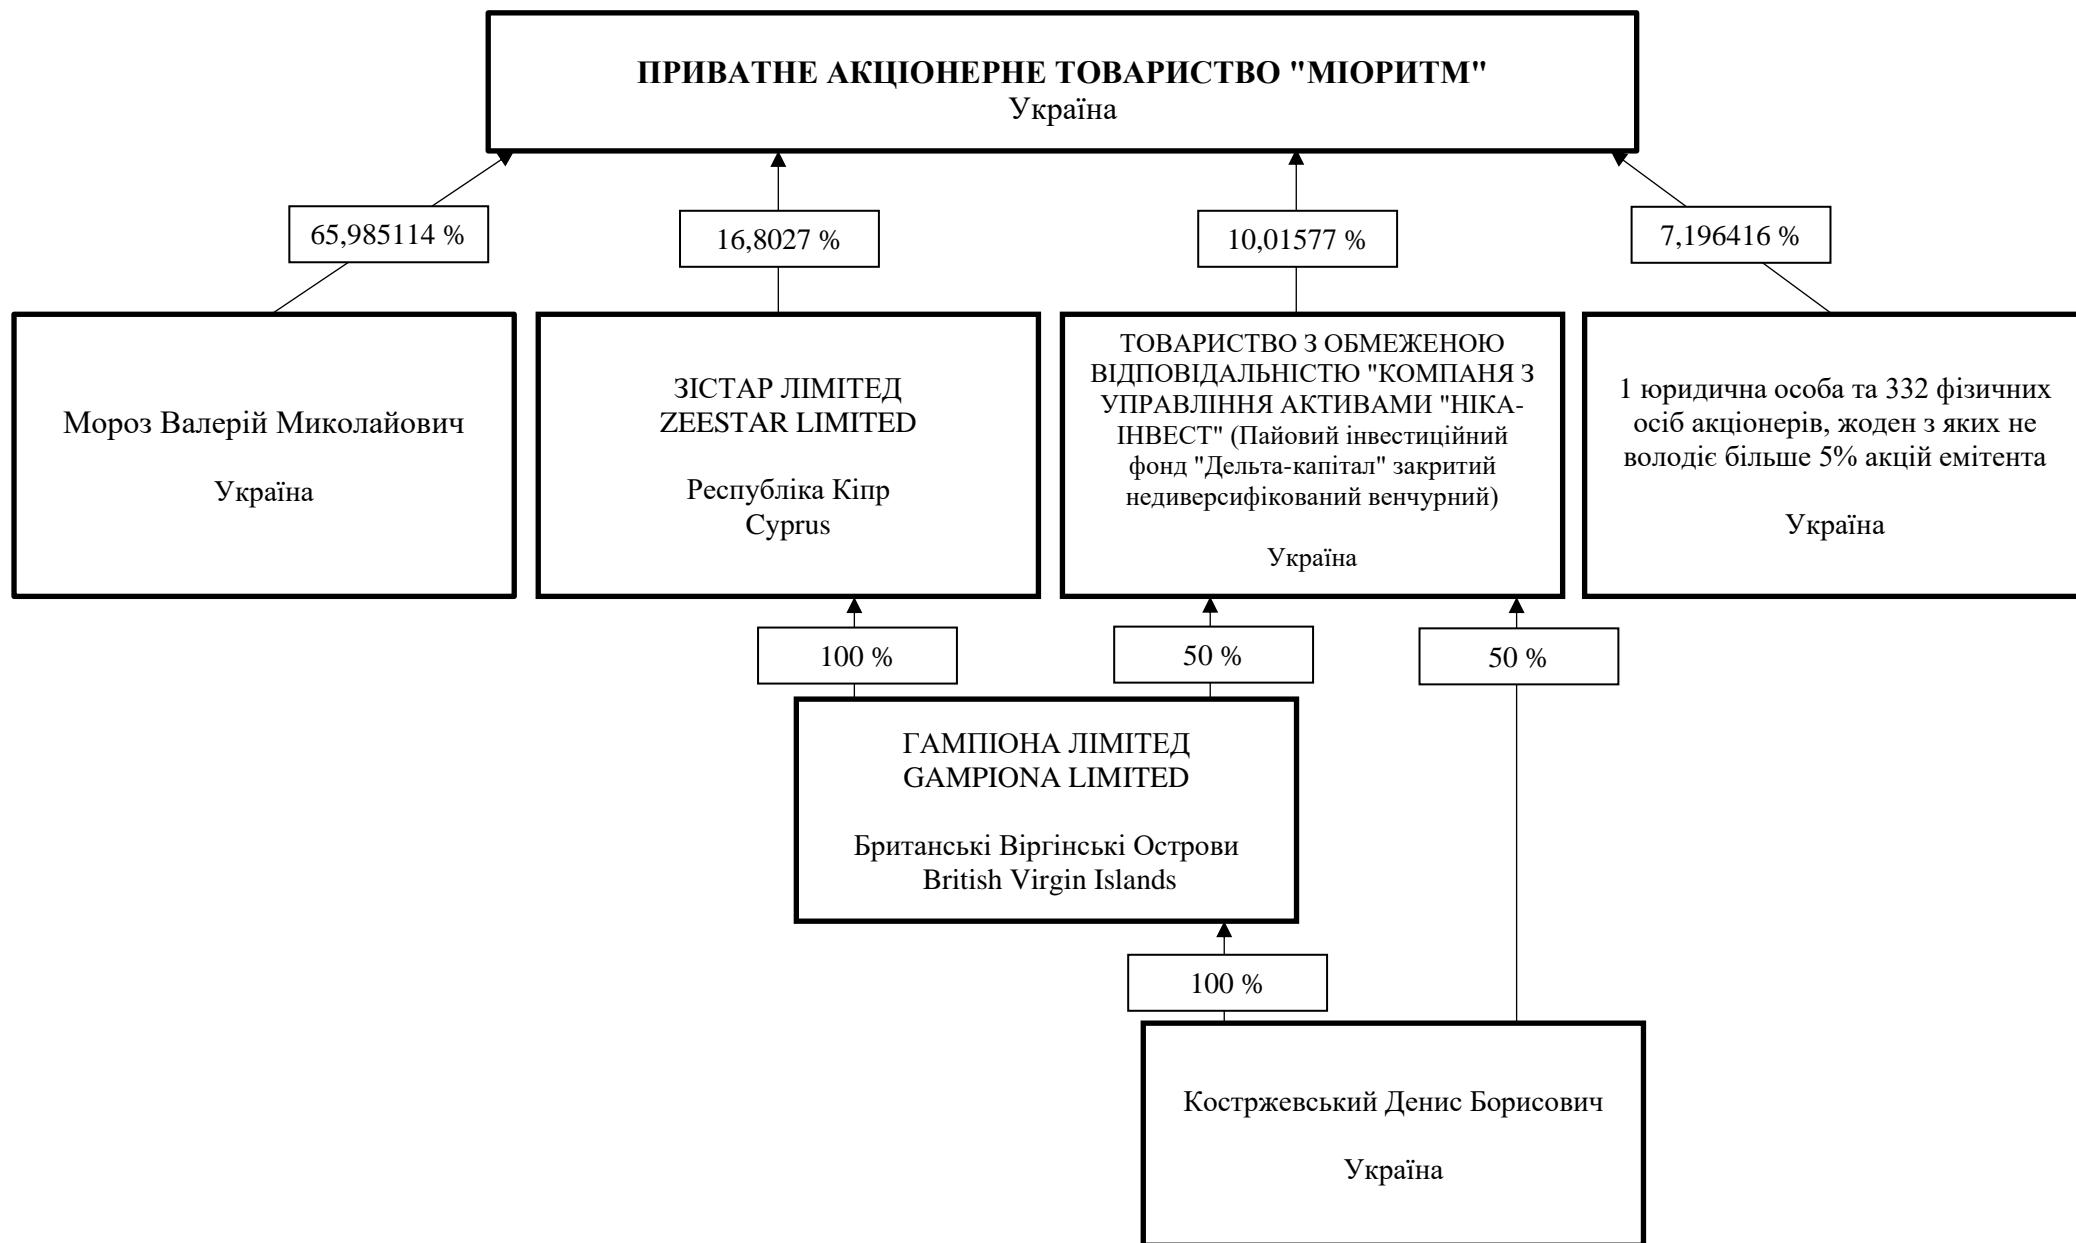 ПРИВАТНЕ АКЦІОНЕРНЕ ТОВАРИСТВО "МІОРИТМ"
Україна
65,985114 %
16,8027 %
10,01577 %
7,196416 %
Мороз Валерій Миколайович
Україна
ЗІСТАР ЛІМІТЕД
ZEESTAR LIMITED
Республіка Кіпр
Cyprus
ТОВАРИСТВО З ОБМЕЖЕНОЮ
ВІДПОВІДАЛЬНІСТЮ "КОМПАНЯ З
УПРАВЛІННЯ АКТИВАМИ "НІКА-
ІНВЕСТ" (Пайовий інвестиційний
фонд "Дельта-капітал" закритий
недиверсифікований венчурний)
Україна
1 юридична особа та 332 фізичних
осіб акціонерів, жоден з яких не
володіє більше 5% акцій емітента
Україна
100 %
50 %
50 %
ГАМПІОНА ЛІМІТЕД
GAMPIONA LIMITED
Британські Віргінські Острови
British Virgin Islands
100 %
Костржевський Денис Борисович
Україна